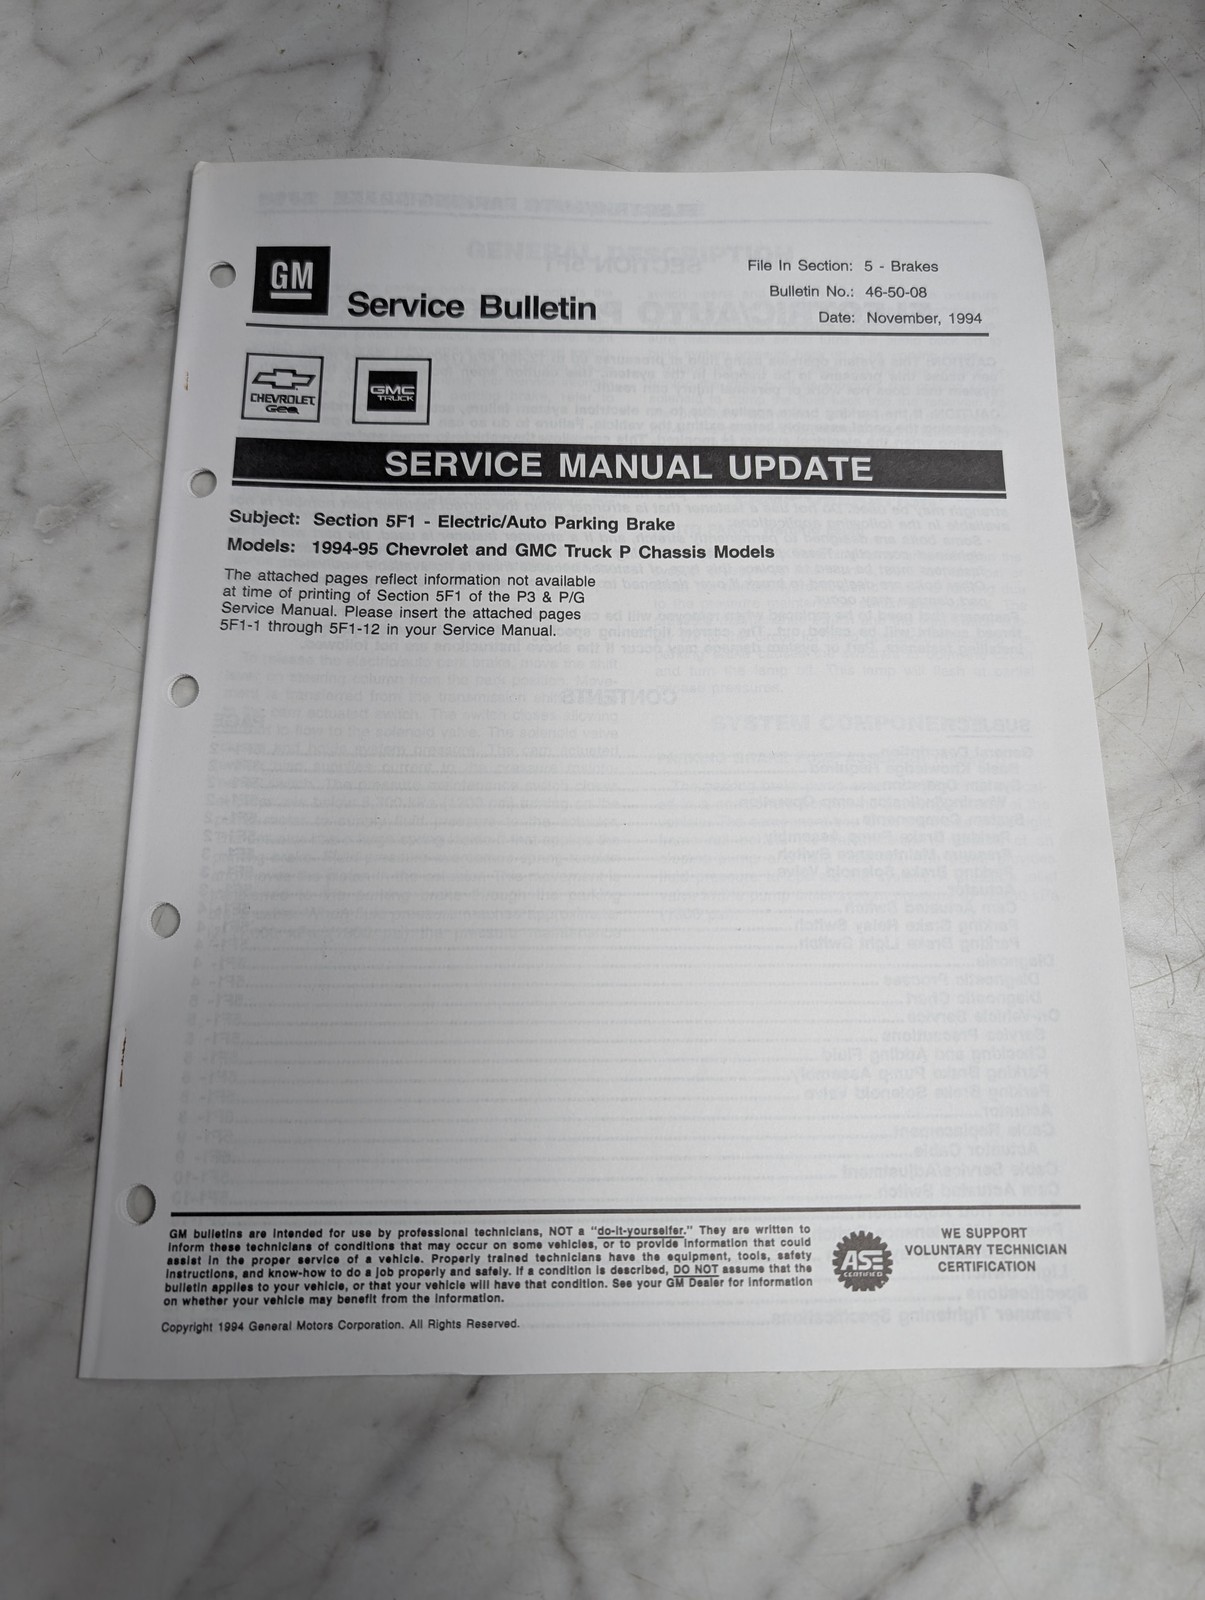 GM
Service Bulletin
File In Section: 5 - Brakes
Bulletin No.: 46-50-08
Date: November, 1994
CHEVROLET
Geo
GMC
TRUCK
SERVICE MANUAL UPDATE
Subject: Section 5F1 - Electric/Auto Parking Brake
Models: 1994-95 Chevrolet and GMC Truck P Chassis Models
The attached pages reflect information not available
at time of printing of Section 5F1 of the P3 & P/G
Service Manual. Please insert the attached pages
5F1-1 through 5F1-12 in your Service Manual.
GM bulletins are intended for use by professional technicians, NOT a "do-it-yourselfer." They are written to
inform these technicians of conditions that may occur on some vehicles, or to provide information that could
assist in the proper service of a vehicle. Properly trained technicians have the equipment, tools, safety
instructions, and know-how to do a job properly and safely. If a condition is described, DO NOT assume that the
bulletin applies to your vehicle, or that your vehicle will have that condition. See your GM Dealer for information
on whether your vehicle may benefit from the information.
ASE
CERTIFIED
WE SUPPORT
VOLUNTARY TECHNICIAN
CERTIFICATION
Copyright 1994 General Motors Corporation. All Rights Reserved.